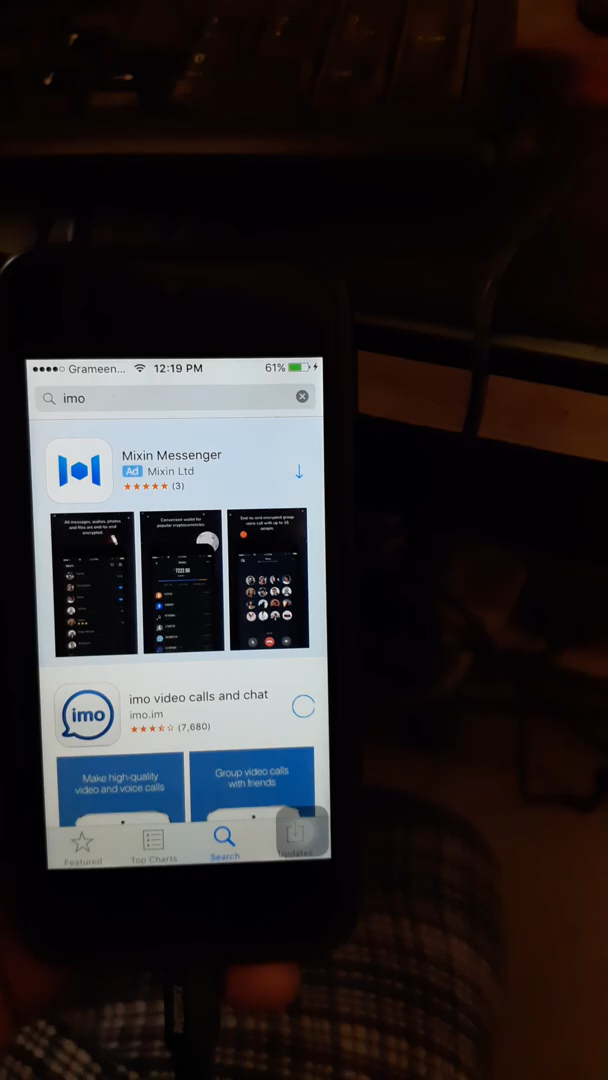 Grameen... 12:19 PM 61%
imo
Mixin Messenger
Ad Mixin Ltd
(3)
All messages, audios, photos
and files are end-to-end
encrypted.
Convenient wallet for
popular cryptocurrencies.
End-to-end encrypted group
voice call with up to
people.
imo
imo video calls and chat
imo.im
(7,680)
Make high-quality
video and voice calls
Group video calls
with friends
Featured
Top Charts
Search
Updates